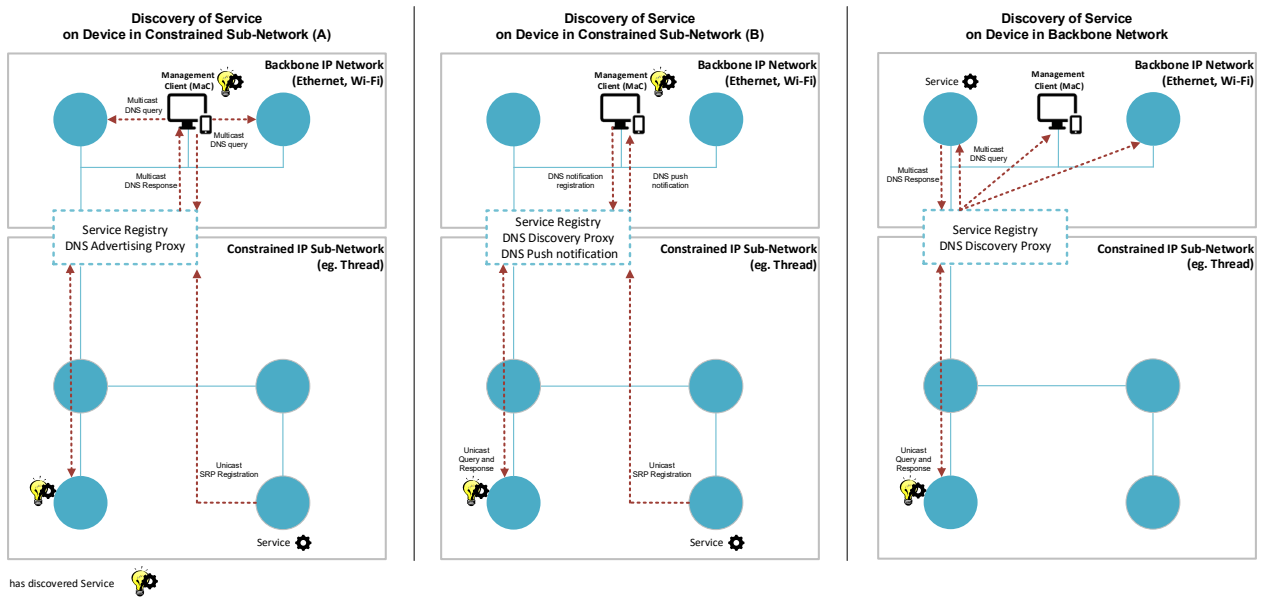 Discovery of Service
on Device in Constrained Sub-Network (A)
Backbone IP Network
(Ethernet, Wi-Fi)
Management
Client (MaC)
Multicast
DNS query
Multicast
DNS query
Multicast
DNS Response
Service Registry
DNS Advertising Proxy
Constrained IP Sub-Network
(eg. Thread)
Unicast
SRP Registration
Service
has discovered Service
Discovery of Service
on Device in Constrained Sub-Network (B)
Backbone IP Network
(Ethernet, Wi-Fi)
Management
Client (MaC)
DNS notification
registration
DNS push
notification
Service Registry
DNS Discovery Proxy
DNS Push notification
Constrained IP Sub-Network
(eg. Thread)
Unicast
Query and
Response
Unicast
SRP Registration
Service
Discovery of Service
on Device in Backbone Network
Backbone IP Network
(Ethernet, Wi-Fi)
Service
Management
Client (MaC)
Multicast
DNS query
Multicast
DNS Response
Service Registry
DNS Discovery Proxy
Constrained IP Sub-Network
(eg. Thread)
Unicast
Query and
Response